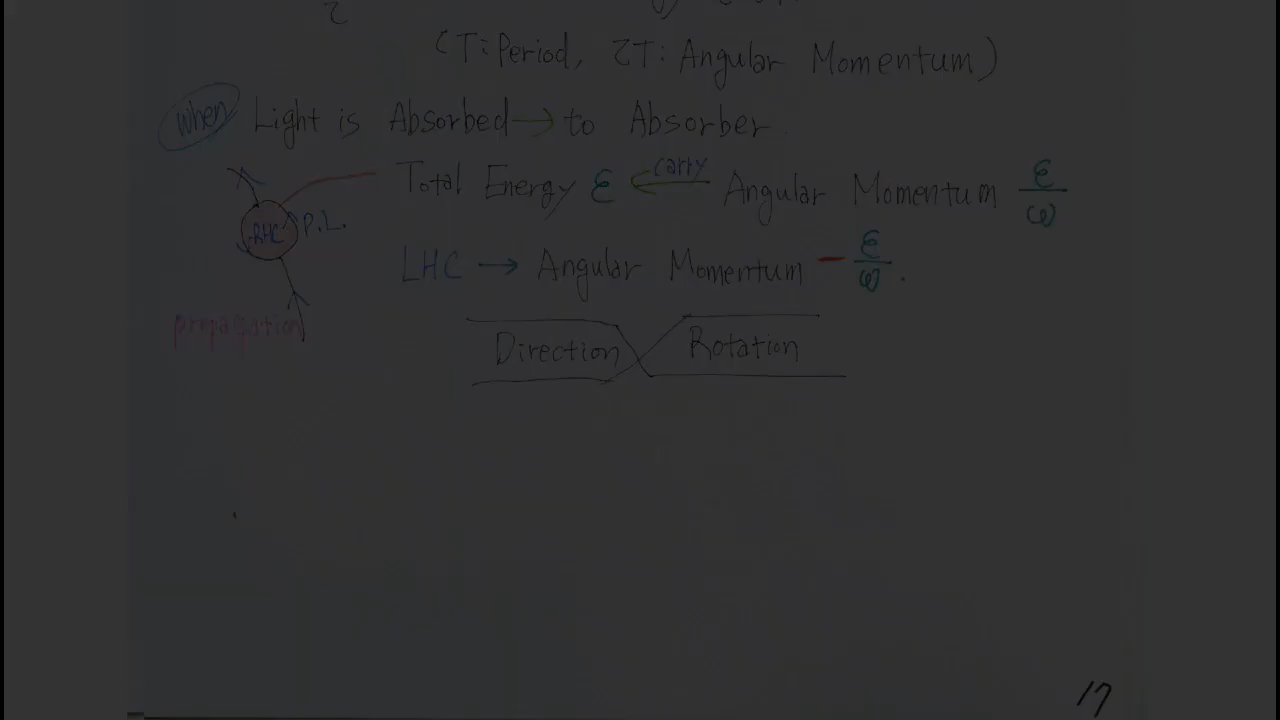 τ
(T: Period, τT: Angular Momentum)
when Light is Absorbed → to Absorber.
Total Energy ε ← carry Angular Momentum ε/ω
RHC P.L.
LHC → Angular Momentum − ε/ω.
propagation
Direction Rotation
17